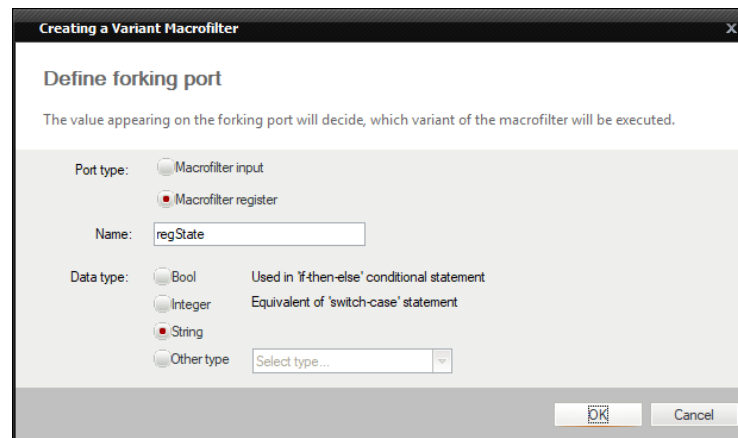 Creating a Variant Macrofilter x
Define forking port
The value appearing on the forking port will decide, which variant of the macrofilter will be executed.
Port type: Macrofilter input
Macrofilter register
Name: regState
Data type: Bool Used in 'if-then-else' conditional statement
Integer Equivalent of 'switch-case' statement
String
Other type Select type...
OK Cancel